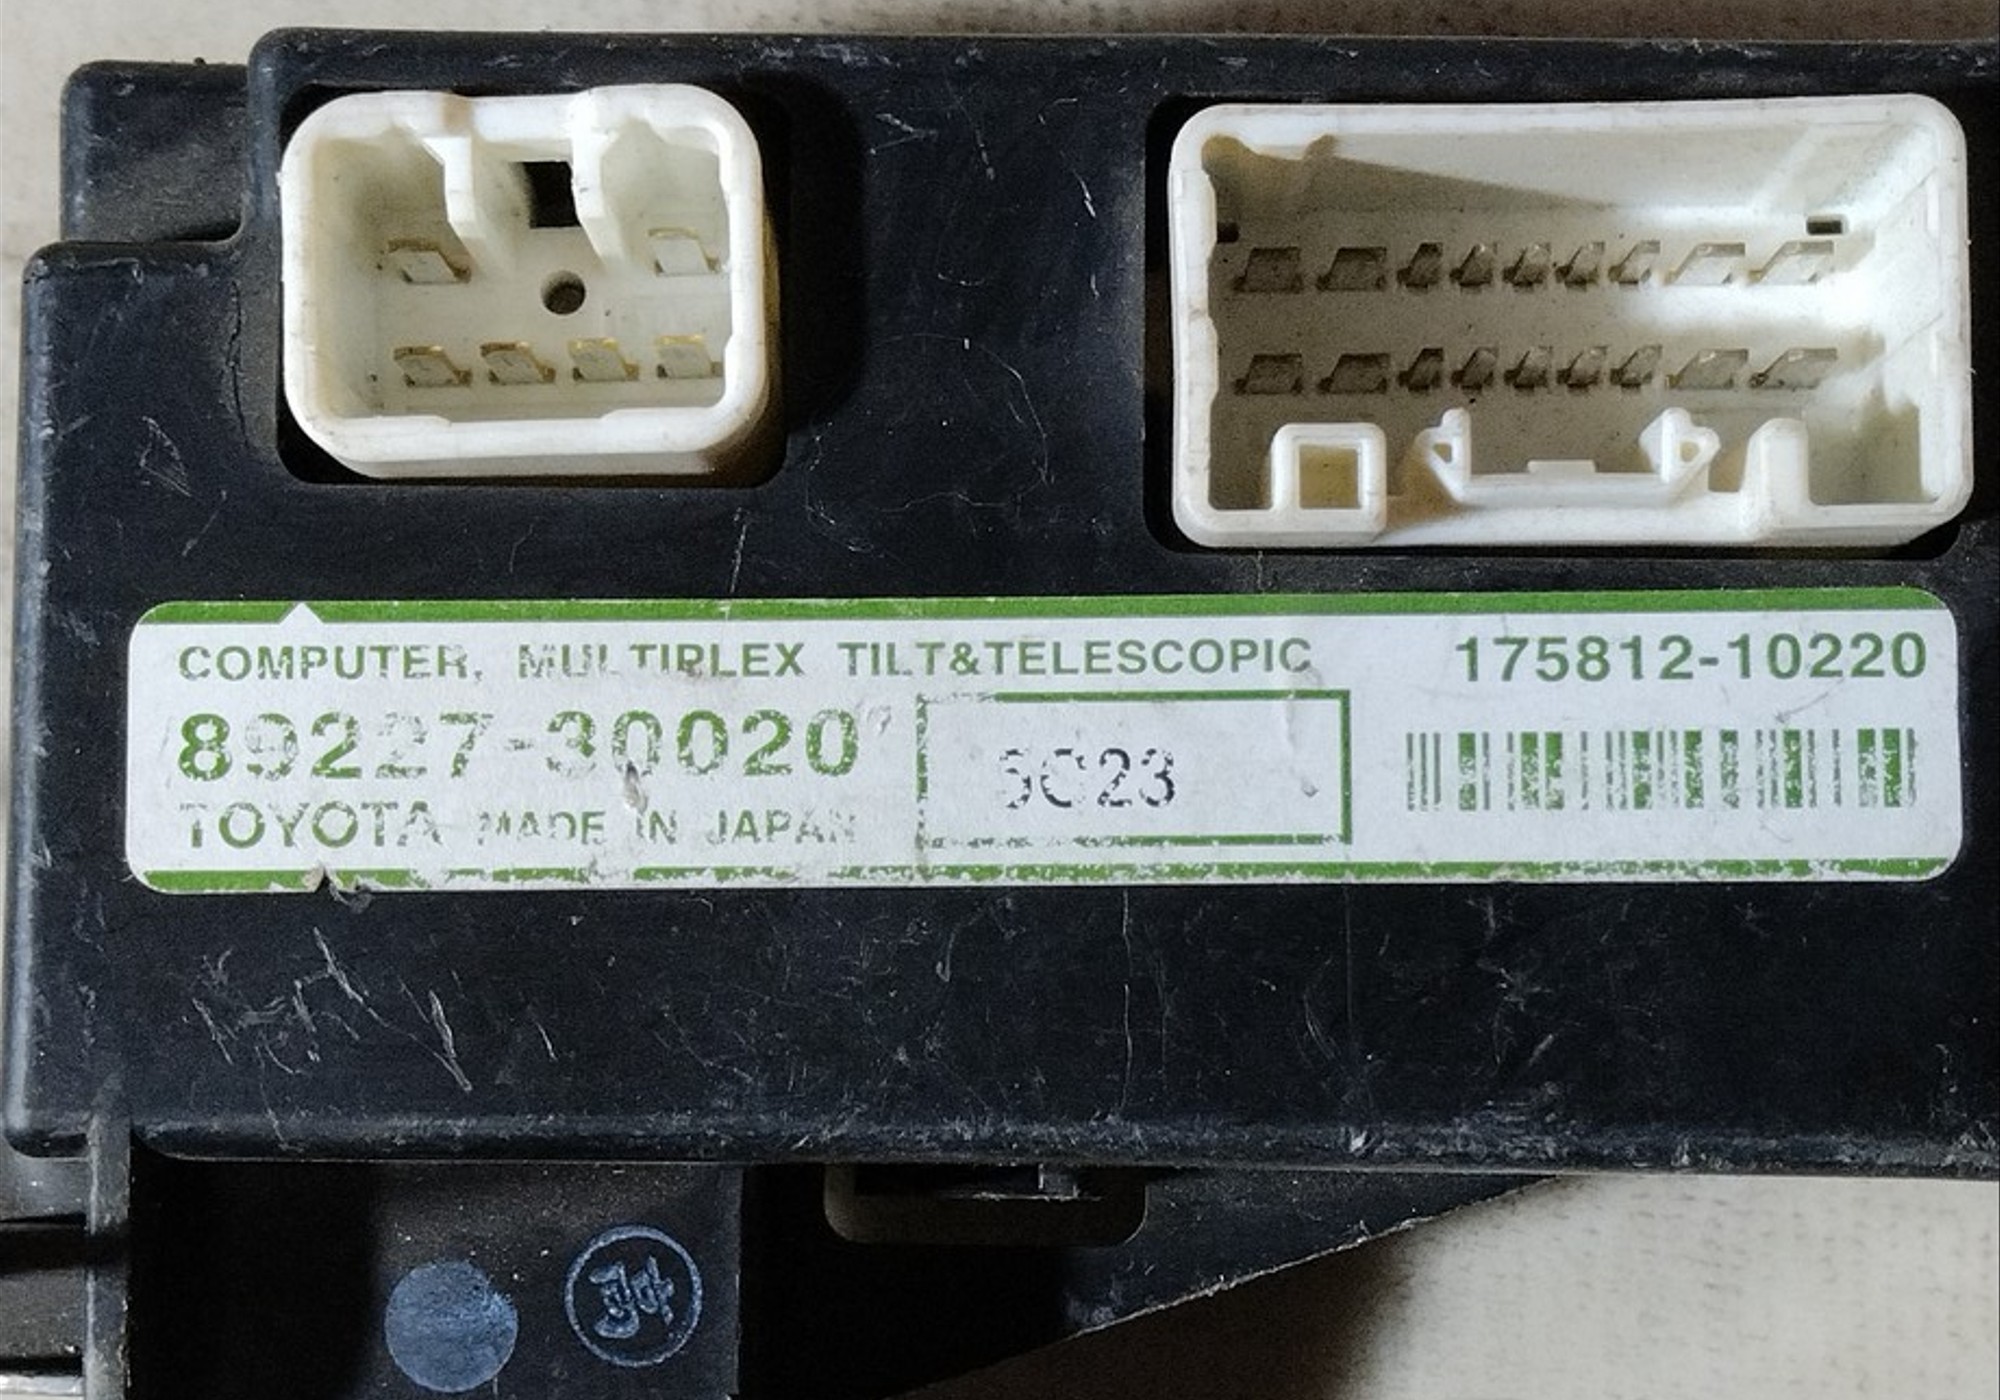 COMPUTER, MULTIPLEX TILT&TELESCOPIC 175812-10220
89227-30020
5C23
TOYOTA MADE IN JAPAN